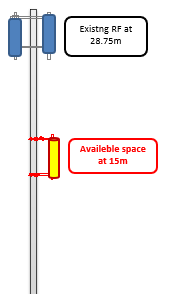 Existng RF at
28.75m
Availeble space
at 15m